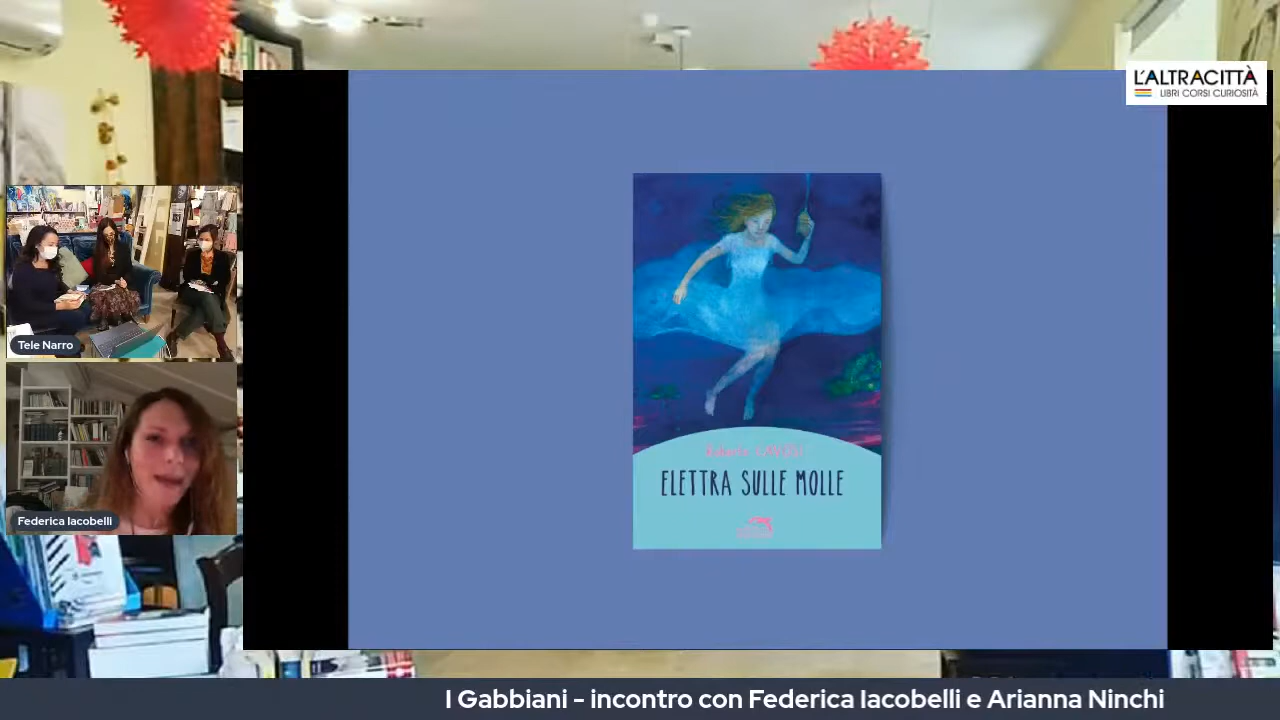 L'ALTRACITTÀ
LIBRI CORSI CURIOSITÀ
Tele Narro
Federica Iacobelli
ELETTRA SULLE MOLLE
I Gabbiani - incontro con Federica Iacobelli e Arianna Ninchi